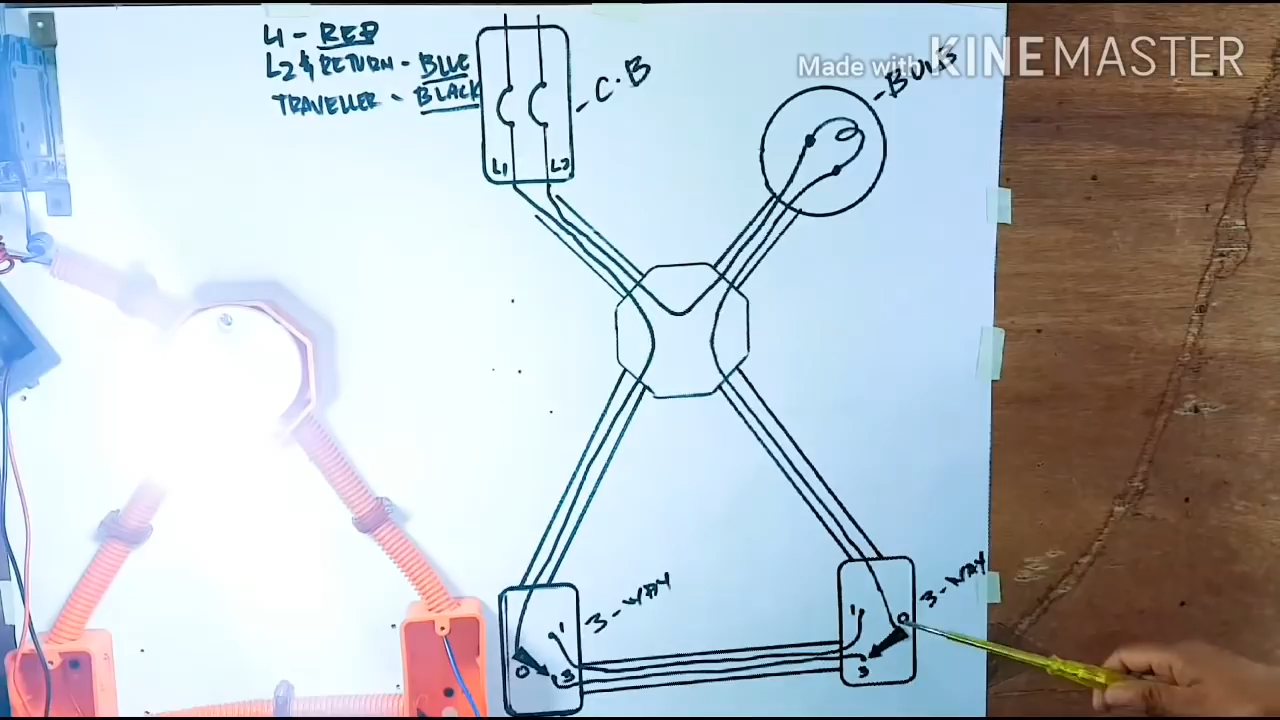 L1 - RED
L2 & RETURN - BLUE
TRAVELLER - BLACK
C.B
L1 L2
Made with KINEMASTER
- BULB
3-WAY
1
0 3
3-WAY
1 0
3